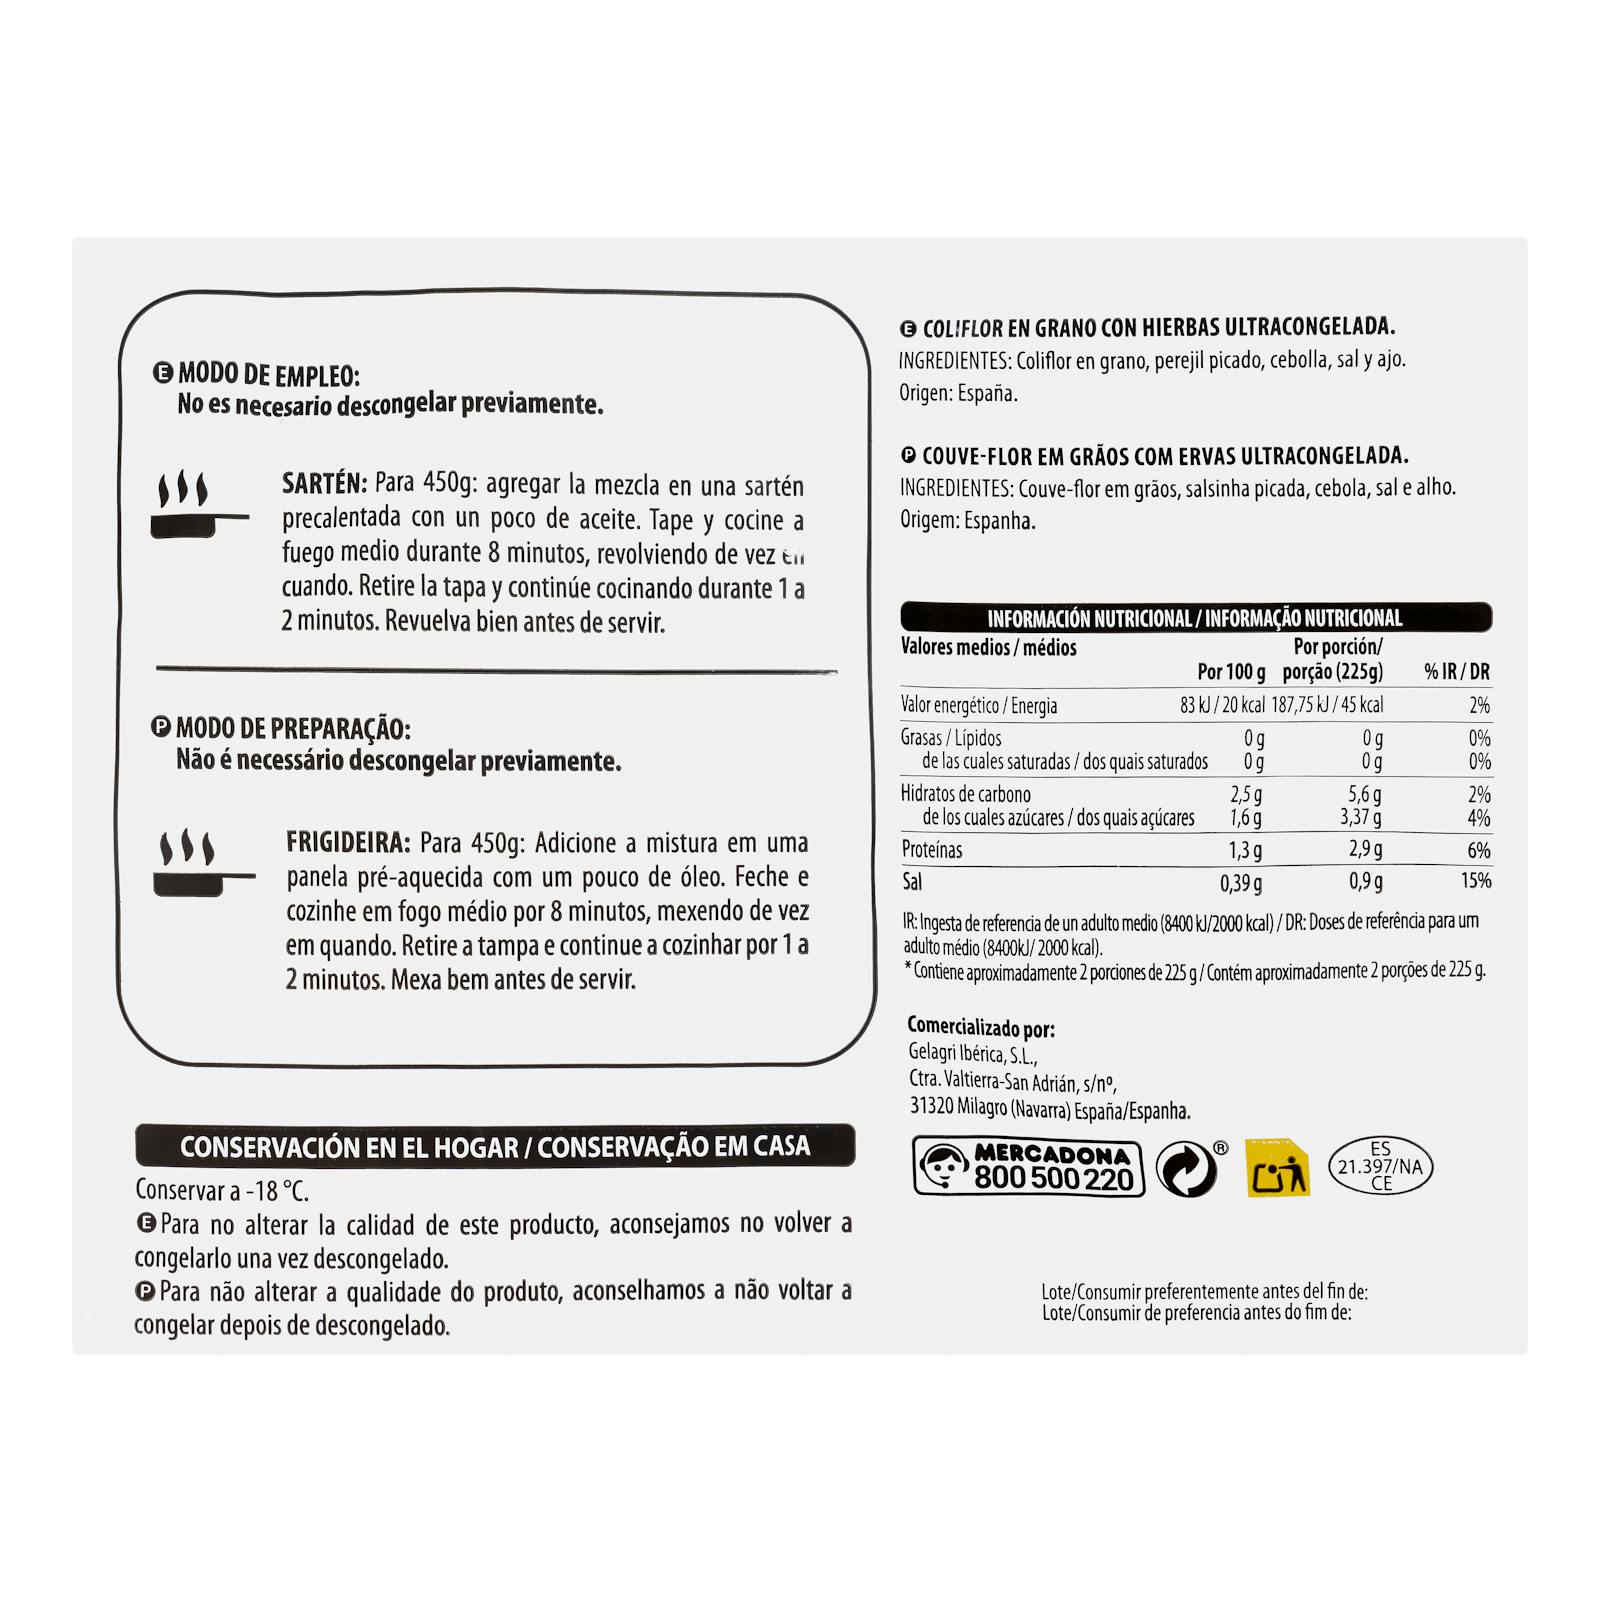 E MODO DE EMPLEO:
No es necesario descongelar previamente.
SARTÉN: Para 450g: agregar la mezcla en una sartén
precalentada con un poco de aceite. Tape y cocine a
fuego medio durante 8 minutos, revolviendo de vez en
cuando. Retire la tapa y continúe cocinando durante 1 a
2 minutos. Revuelva bien antes de servir.
P MODO DE PREPARAÇÃO:
Não é necessário descongelar previamente.
FRIGIDEIRA: Para 450g: Adicione a mistura em uma
panela pré-aquecida com um pouco de óleo. Feche e
cozinhe em fogo médio por 8 minutos, mexendo de vez
em quando. Retire a tampa e continue a cozinhar por 1 a
2 minutos. Mexa bem antes de servir.
CONSERVACIÓN EN EL HOGAR / CONSERVAÇÃO EM CASA
Conservar a -18 °C.
E Para no alterar la calidad de este producto, aconsejamos no volver a
congelarlo una vez descongelado.
P Para não alterar a qualidade do produto, aconselhamos a não voltar a
congelar depois de descongelado.
E COLIFLOR EN GRANO CON HIERBAS ULTRACONGELADA.
INGREDIENTES: Coliflor en grano, perejil picado, cebolla, sal y ajo.
Origen: España.
P COUVE-FLOR EM GRÃOS COM ERVAS ULTRACONGELADA.
INGREDIENTES: Couve-flor em grãos, salsinha picada, cebola, sal e alho.
Origem: Espanha.
INFORMACIÓN NUTRICIONAL / INFORMAÇÃO NUTRICIONAL
Valores medios / médios Por porción/
Por 100 g porção (225g) % IR / DR
Valor energético / Energia 83 kJ / 20 kcal 187,75 kJ / 45 kcal 2%
Grasas / Lípidos 0 g 0 g 0%
de las cuales saturadas / dos quais saturados 0 g 0 g 0%
Hidratos de carbono 2,5 g 5,6 g 2%
de los cuales azúcares / dos quais açúcares 1,6 g 3,37 g 4%
Proteínas 1,3 g 2,9 g 6%
Sal 0,39 g 0,9 g 15%
IR: Ingesta de referencia de un adulto medio (8400 kJ/2000 kcal) / DR: Doses de referência para um
adulto médio (8400kJ/ 2000 kcal).
* Contiene aproximadamente 2 porciones de 225 g / Contém aproximadamente 2 porções de 225 g.
Comercializado por:
Gelagri Ibérica, S.L.,
Ctra. Valtierra-San Adrián, s/nº,
31320 Milagro (Navarra) España/Espanha.
MERCADONA
800 500 220
®
ES
21.397/NA
CE
Lote/Consumir preferentemente antes del fin de:
Lote/Consumir de preferencia antes do fim de: